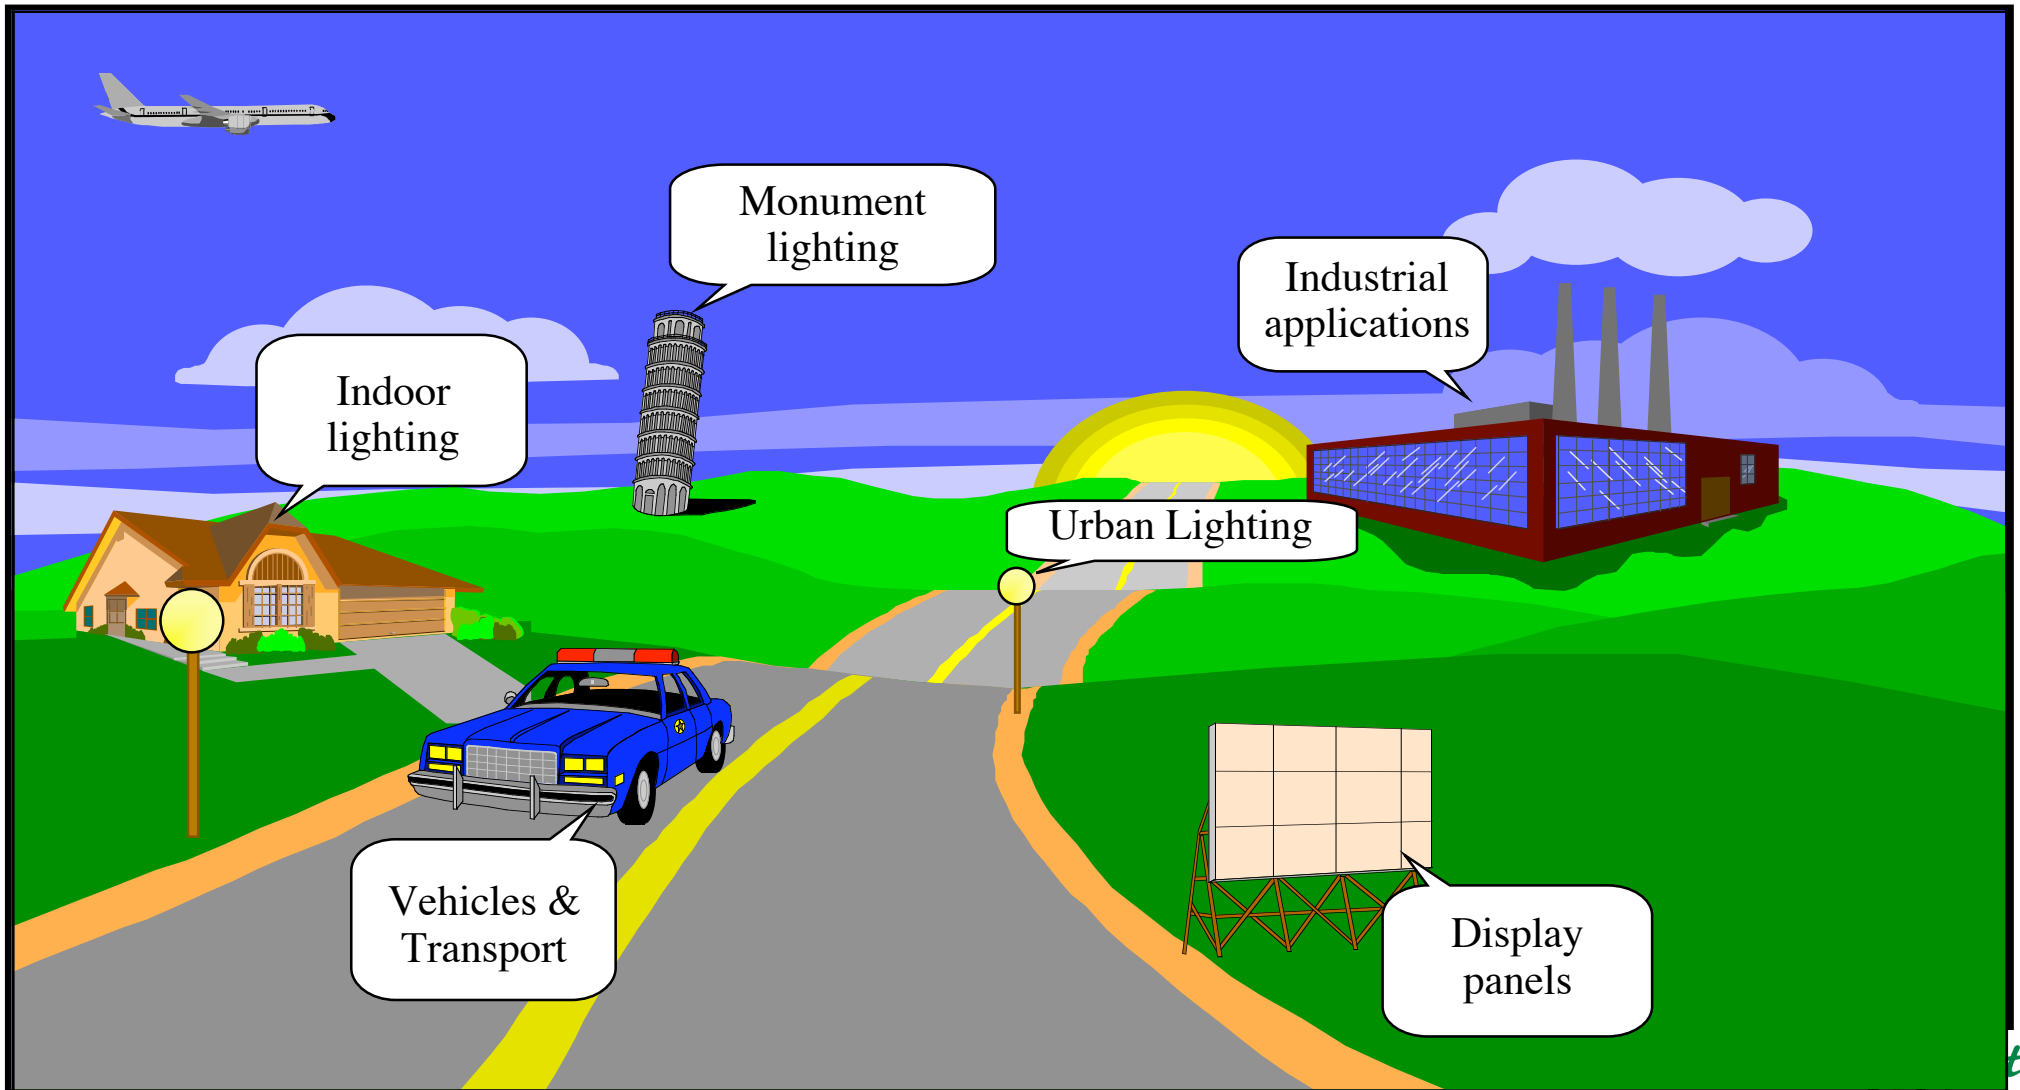 Monument
lighting
Industrial
applications
Indoor
lighting
Urban Lighting
Vehicles &
Transport
Display
panels